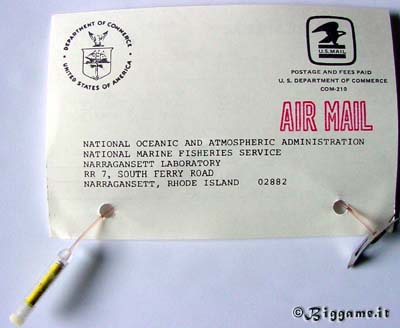 DEPARTMENT OF COMMERCE
UNITED STATES OF AMERICA
U.S.MAIL
POSTAGE AND FEES PAID
U. S. DEPARTMENT OF COMMERCE
COM-210
AIR MAIL
NATIONAL OCEANIC AND ATMOSPHERIC ADMINISTRATION
NATIONAL MARINE FISHERIES SERVICE
NARRAGANSETT LABORATORY
RR 7, SOUTH FERRY ROAD
NARRAGANSETT, RHODE ISLAND 02882
©Biggame.it